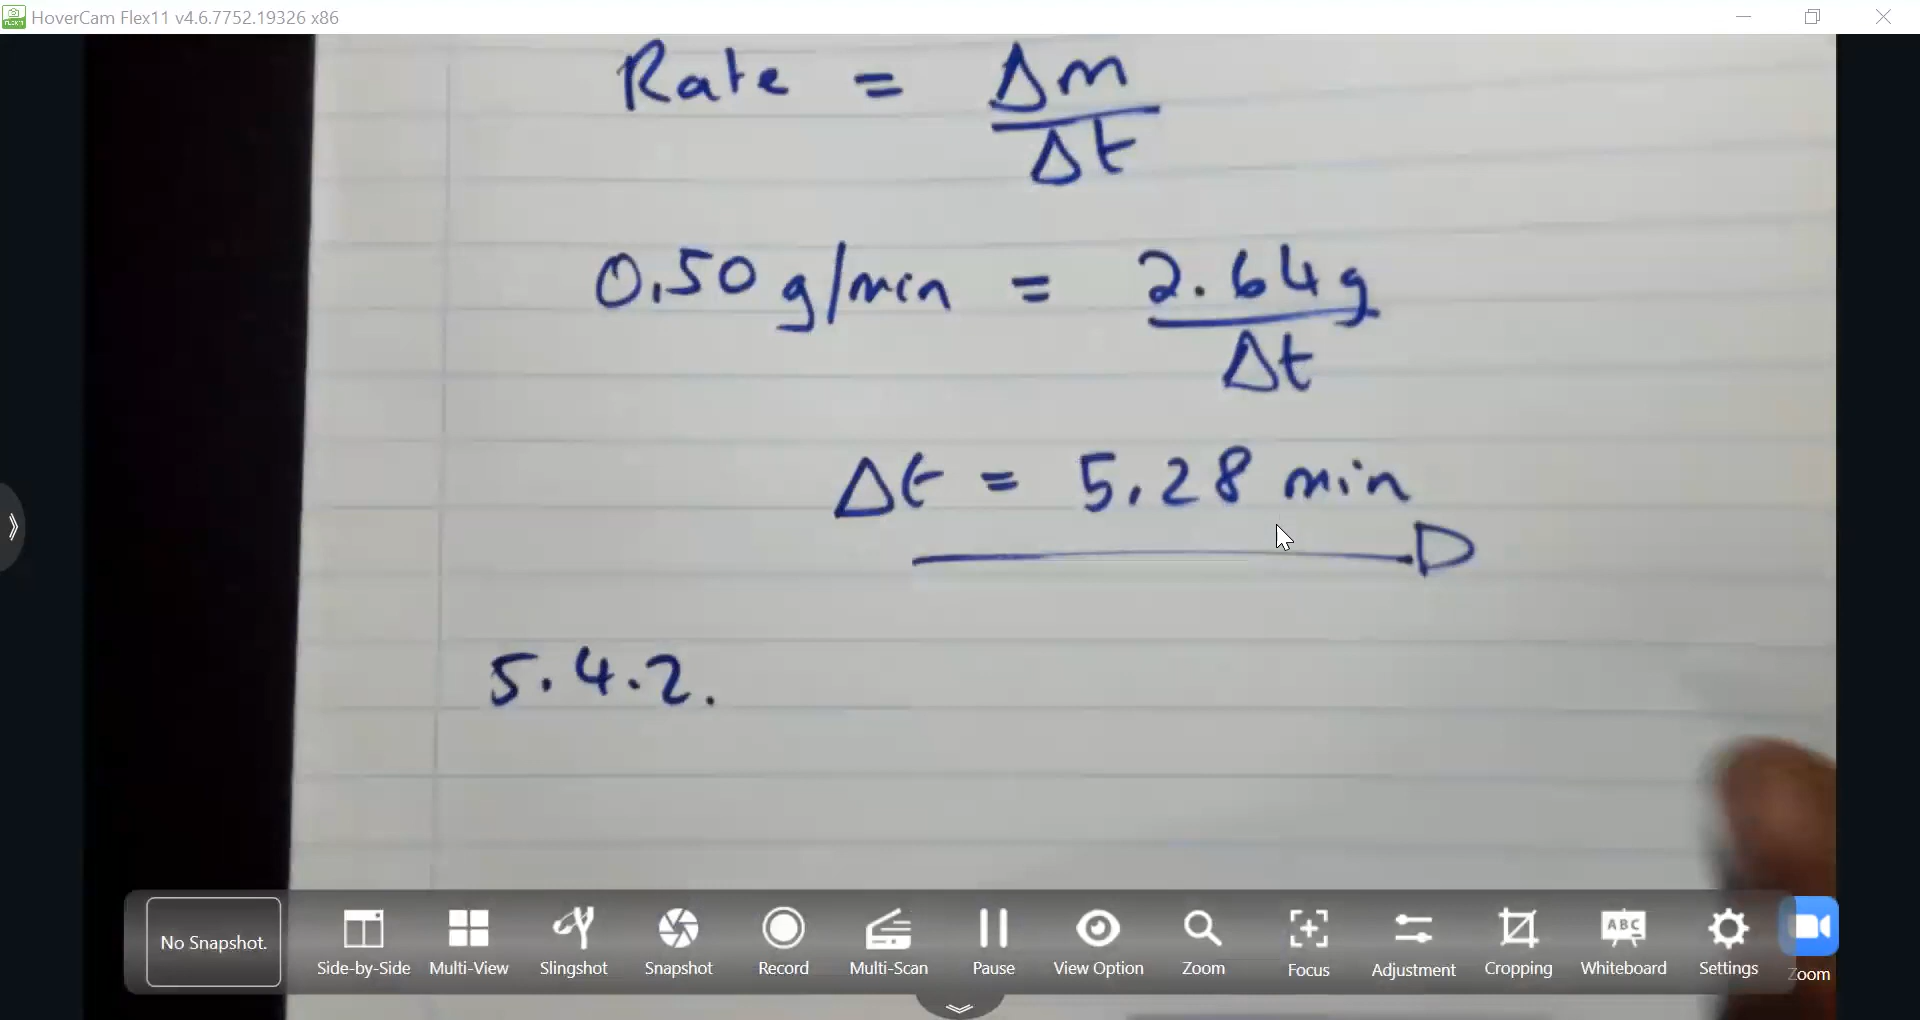 HoverCam Flex11 v4.6.7752.19326 x86
Rate = Δm
Δt
0,50 g/min = 2.64g
Δt
Δt = 5,28 min
5.4.2.
No Snapshot.
Side-by-Side Multi-View Slingshot Snapshot Record Multi-Scan Pause View Option Zoom Focus Adjustment Cropping Whiteboard Settings Zoom
ABC